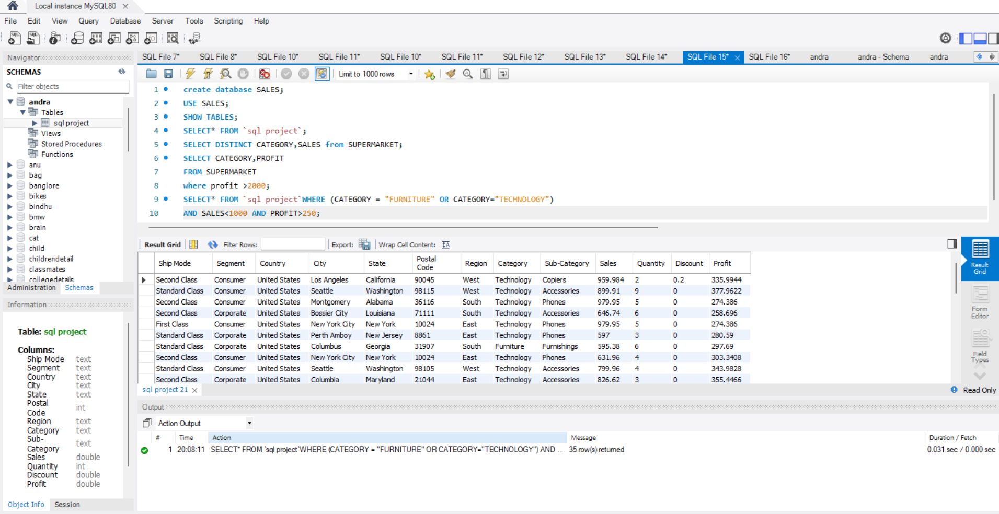 Local instance MySQL80
File Edit View Query Database Server Tools Scripting Help
Navigator
SCHEMAS
Filter objects
andra
Tables
sql project
Views
Stored Procedures
Functions
anu
bag
banglore
bikes
bindhu
bmw
brain
cat
child
childrendetail
classmates
collegedetails
Administration Schemas
Information
Table: sql project
Columns:
Ship Mode text
Segment text
Country text
City text
State text
Postal Code int
Region text
Category text
Sub-Category text
Sales double
Quantity int
Discount double
Profit double
Object Info Session
SQL File 7* SQL File 8* SQL File 10* SQL File 11* SQL File 10* SQL File 11* SQL File 12* SQL File 13* SQL File 14* SQL File 15* SQL File 16* andra andra - Schema andra
Limit to 1000 rows
1 create database SALES;
2 USE SALES;
3 SHOW TABLES;
4 SELECT* FROM `sql project`;
5 SELECT DISTINCT CATEGORY,SALES from SUPERMARKET;
6 SELECT CATEGORY,PROFIT
7 FROM SUPERMARKET
8 where profit >2000;
9 SELECT* FROM `sql project`WHERE (CATEGORY = "FURNITURE" OR CATEGORY="TECHNOLOGY")
10 AND SALES<1000 AND PROFIT>250;
Result Grid Filter Rows: Export: Wrap Cell Content:
Ship Mode Segment Country City State Postal Code Region Category Sub-Category Sales Quantity Discount Profit
Second Class Consumer United States Los Angeles California 90045 West Technology Copiers 959.984 2 0.2 335.9944
Standard Class Consumer United States Seattle Washington 98115 West Technology Accessories 899.91 9 0 377.9622
Second Class Consumer United States Montgomery Alabama 36116 South Technology Phones 979.95 5 0 274.386
Second Class Corporate United States Bossier City Louisiana 71111 South Technology Accessories 646.74 6 0 258.696
First Class Consumer United States New York City New York 10024 East Technology Phones 979.95 5 0 274.386
Standard Class Corporate United States Perth Amboy New Jersey 8861 East Technology Phones 597 3 0 280.59
Standard Class Corporate United States Columbus Georgia 31907 South Furniture Furnishings 595.38 6 0 297.69
Second Class Consumer United States New York City New York 10024 East Technology Phones 631.96 4 0 303.3408
Standard Class Consumer United States Seattle Washington 98105 West Technology Accessories 799.96 4 0 343.9828
Second Class Corporate United States Columbia Maryland 21044 East Technology Accessories 826.62 3 0 355.4466
Result Grid
Form Editor
Field Types
sql project 21
Read Only
Output
Action Output
# Time Action Message Duration / Fetch
1 20:08:11 SELECT* FROM `sql project`WHERE (CATEGORY = "FURNITURE" OR CATEGORY="TECHNOLOGY") AND ... 35 row(s) returned 0.031 sec / 0.000 sec